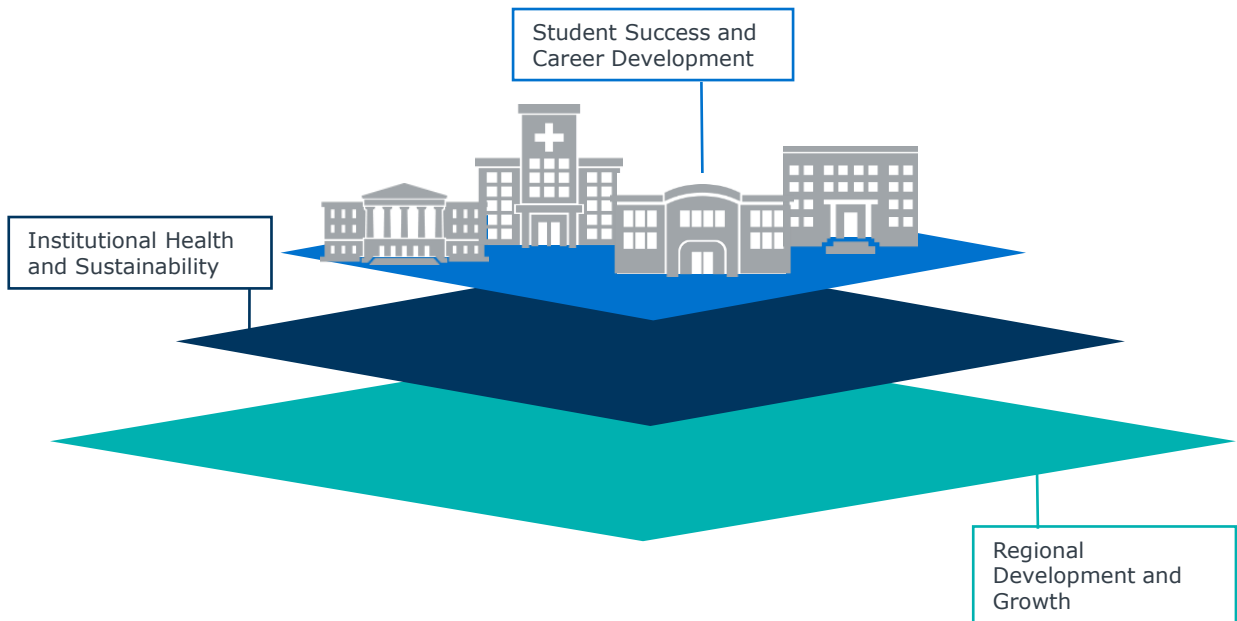 Student Success and
Career Development
Institutional Health
and Sustainability
Regional
Development and
Growth